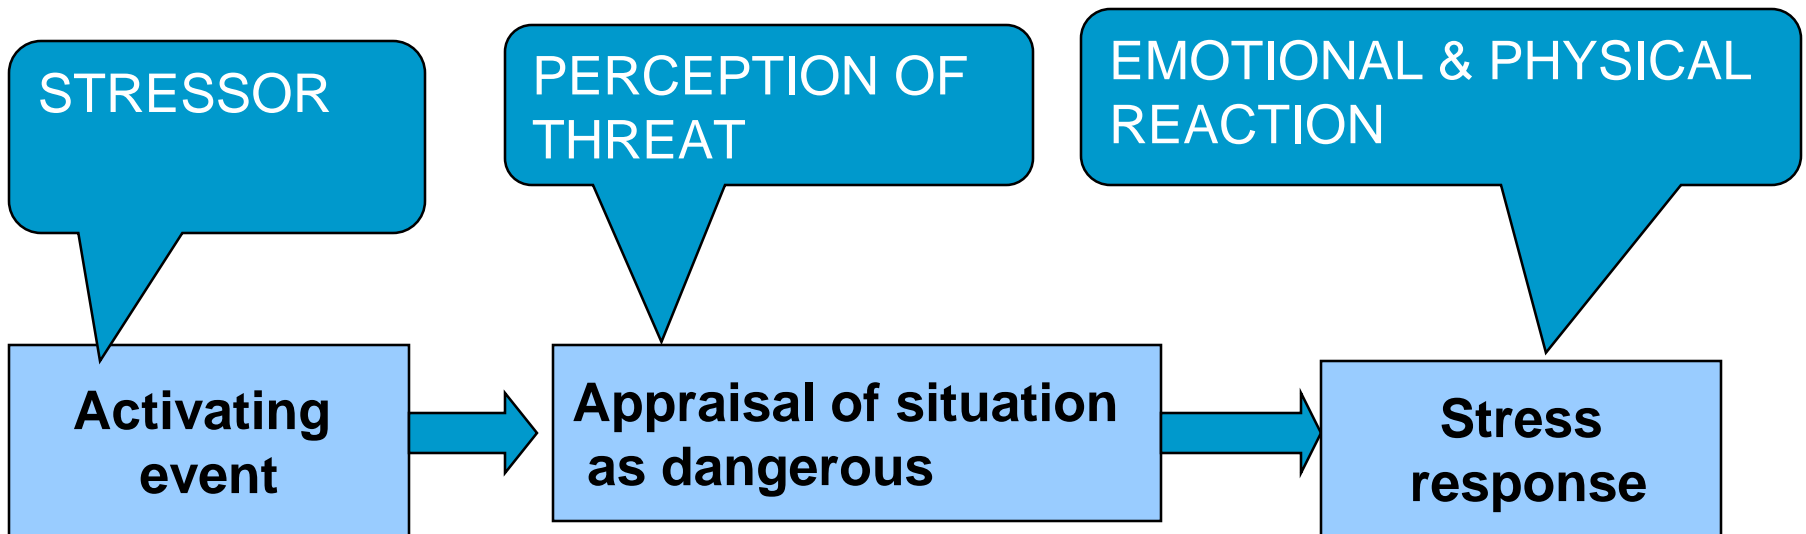 STRESSOR
PERCEPTION OF
THREAT
EMOTIONAL & PHYSICAL
REACTION
Activating
event
Appraisal of situation
as dangerous
Stress
response